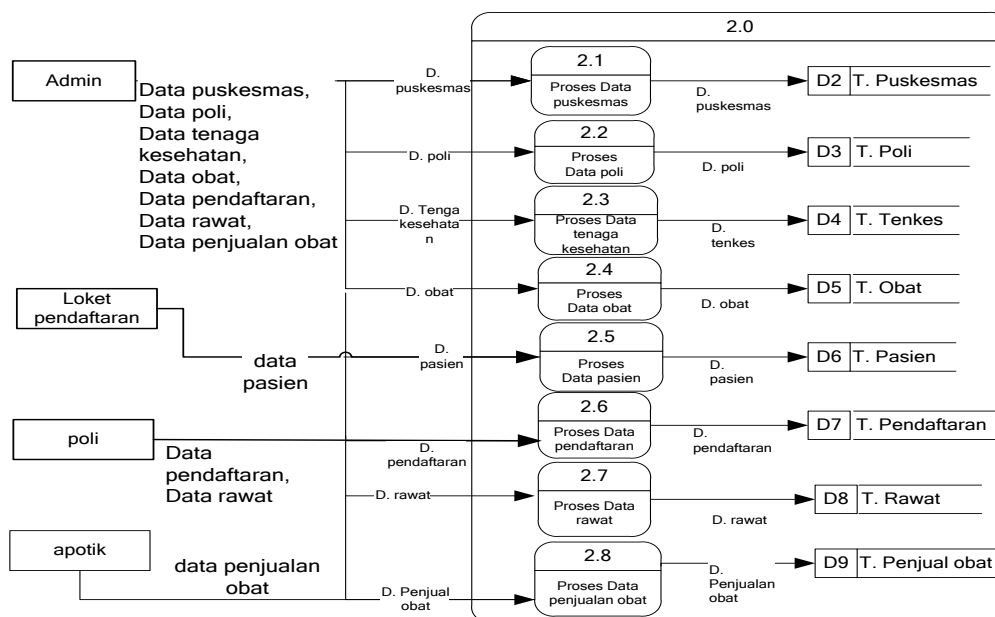 2.0
Admin
Data puskesmas,
Data poli,
Data tenaga
kesehatan,
Data obat,
Data pendaftaran,
Data rawat,
Data penjualan obat
D.
puskesmas
2.1
Proses Data
puskesmas
D.
puskesmas
D2 T. Puskesmas
D. poli
2.2
Proses
Data poli
D. poli
D3 T. Poli
D. Tenga
kesehata
n
2.3
Proses Data
tenaga
kesehatan
D.
tenkes
D4 T. Tenkes
D. obat
2.4
Proses
Data obat
D. obat
D5 T. Obat
Loket
pendaftaran
data
pasien
D.
pasien
2.5
Proses
Data pasien
D.
pasien
D6 T. Pasien
poli
Data
pendaftaran,
Data rawat
D.
pendaftaran
2.6
Proses Data
pendaftaran
D.
pendaftaran
D7 T. Pendaftaran
D. rawat
2.7
Proses Data
rawat
D. rawat
D8 T. Rawat
apotik
data penjualan
obat
D. Penjual
obat
2.8
Proses Data
penjualan obat
D.
Penjualan
obat
D9 T. Penjual obat